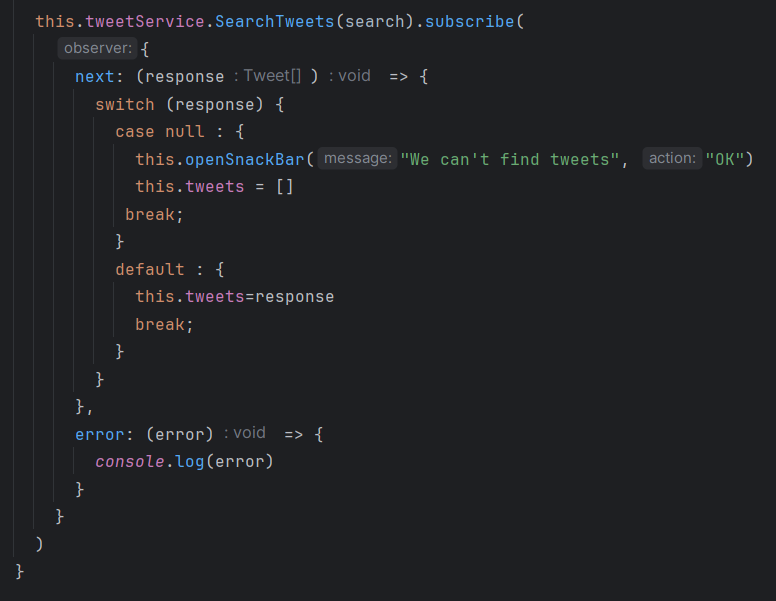 this.tweetService.SearchTweets(search).subscribe(
observer: {
next: (response : Tweet[] ) : void => {
switch (response) {
case null : {
this.openSnackBar( message: "We can't find tweets", action: "OK")
this.tweets = []
break;
}
default : {
this.tweets=response
break;
}
}
},
error: (error) : void => {
console.log(error)
}
}
)
}